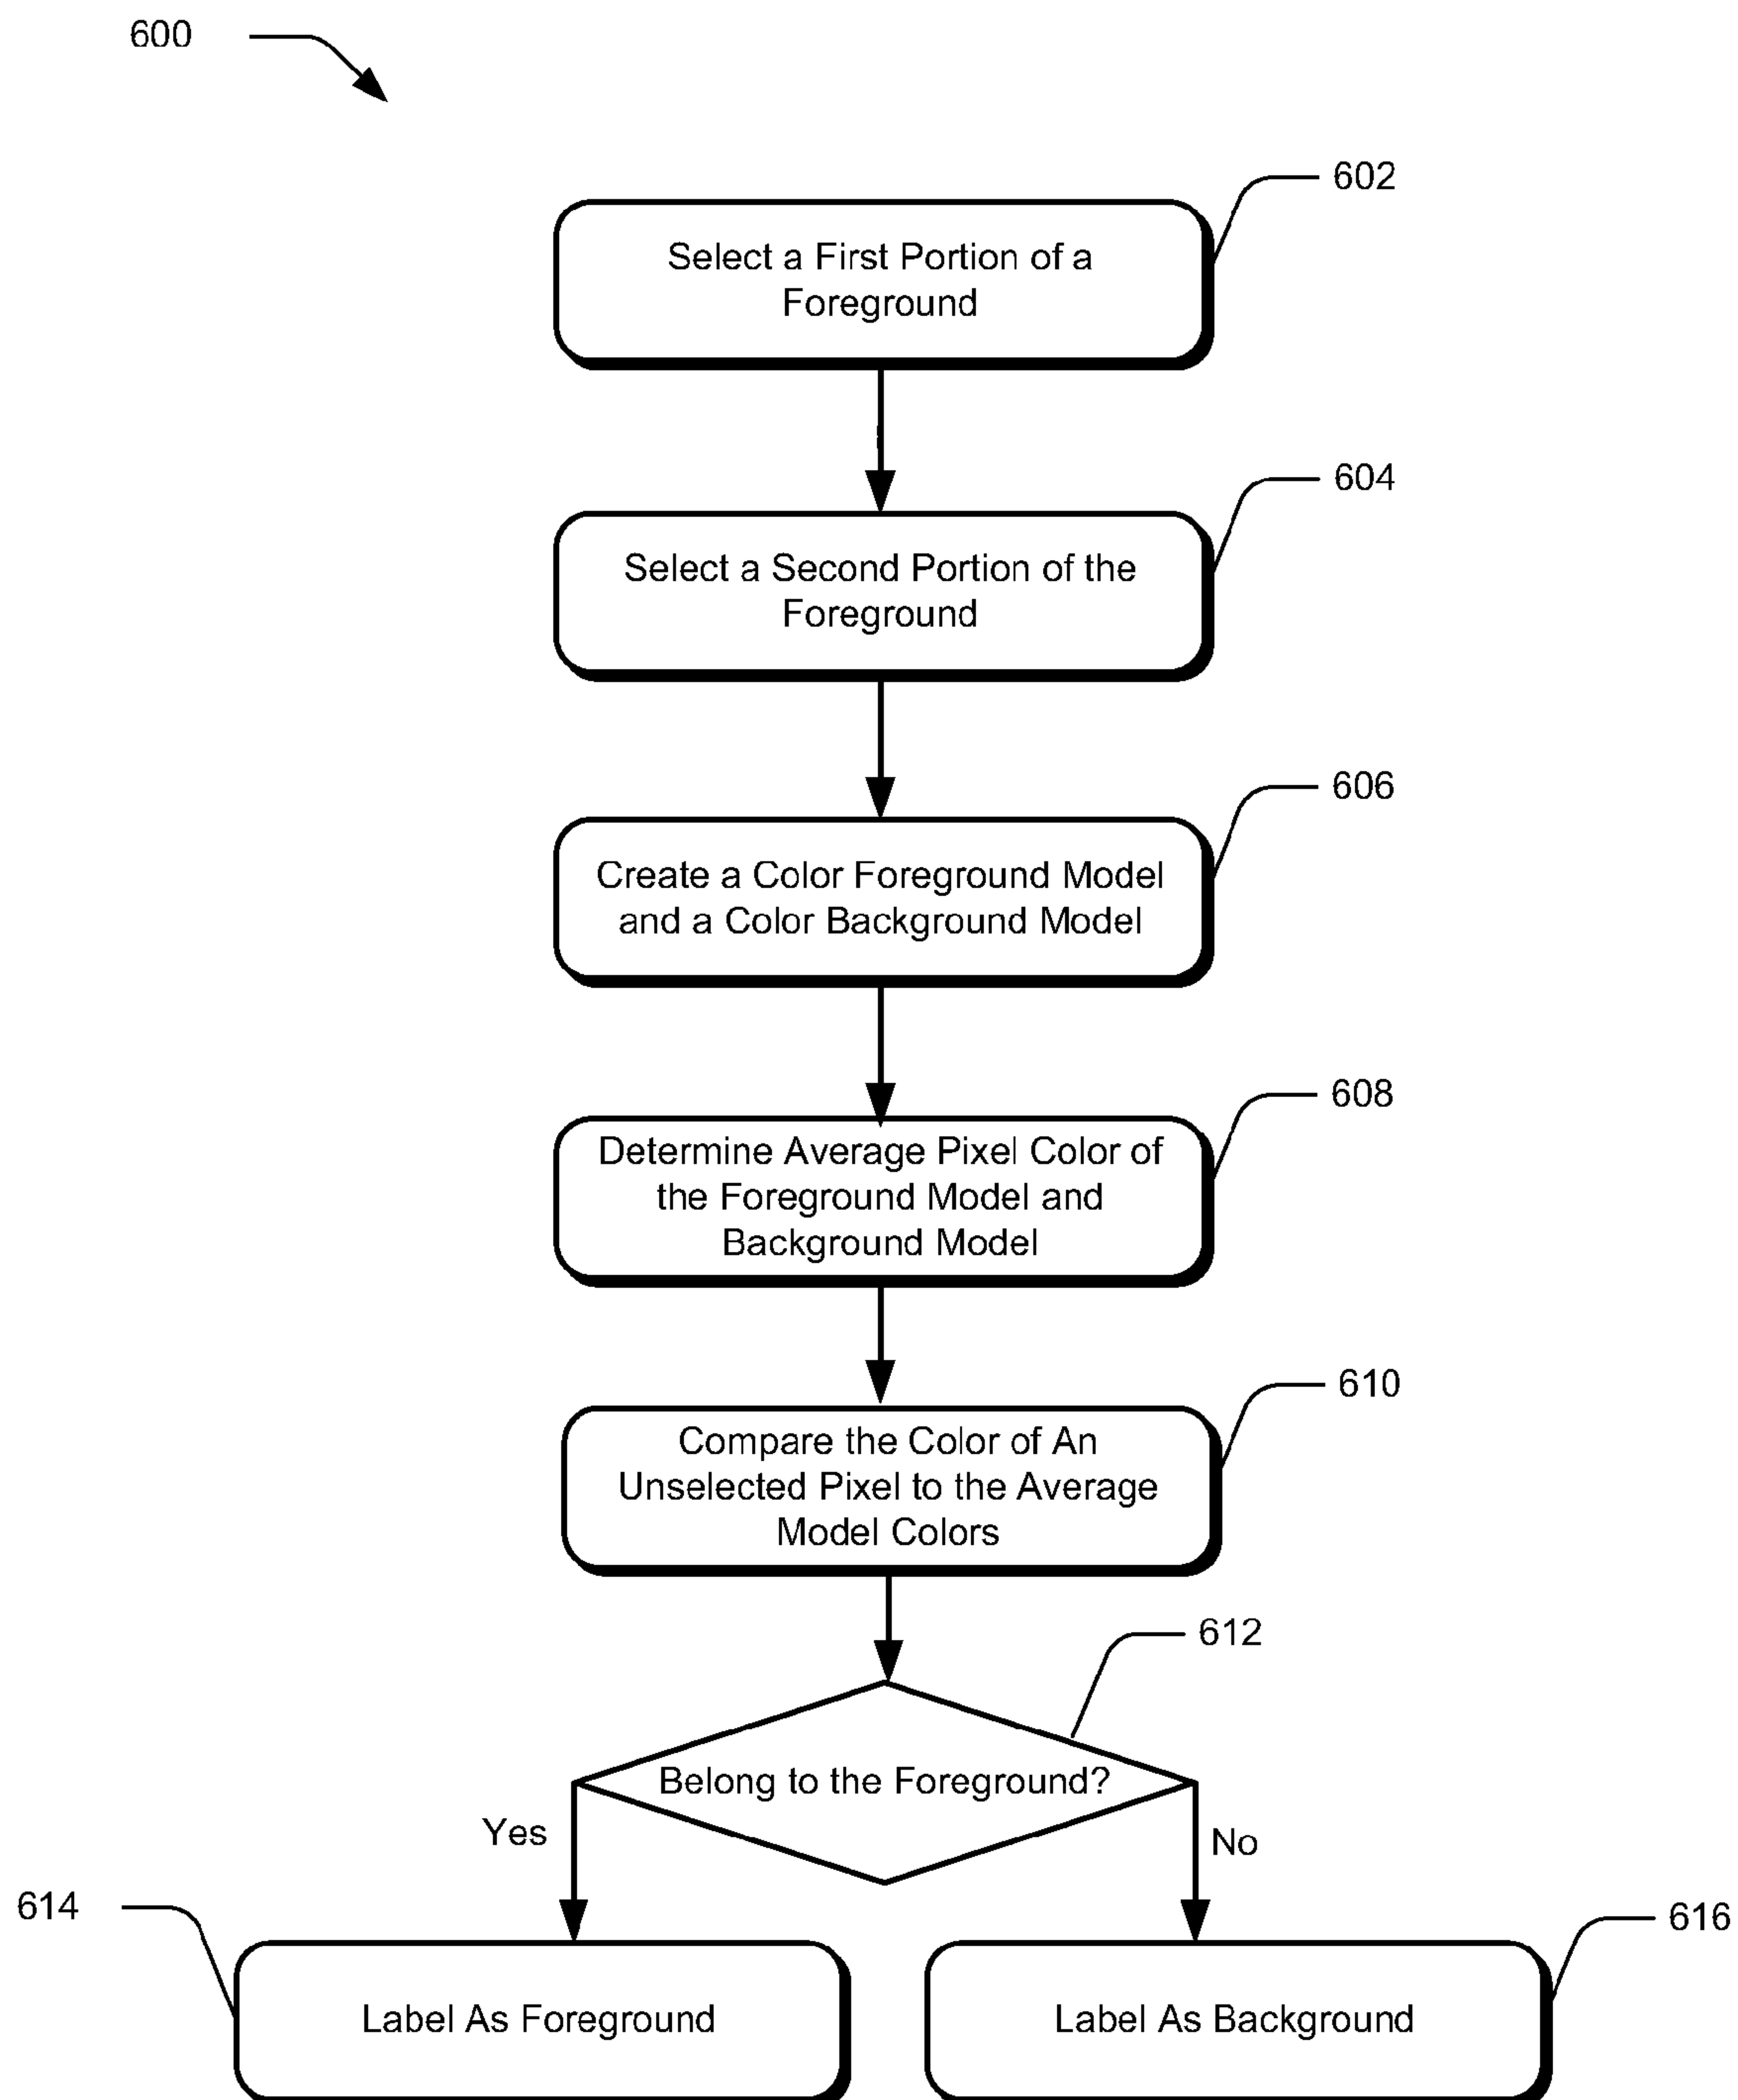 600
602
Select a First Portion of a
Foreground
604
Select a Second Portion of the
Foreground
606
Create a Color Foreground Model
and a Color Background Model
608
Determine Average Pixel Color of
the Foreground Model and
Background Model
610
Compare the Color of An
Unselected Pixel to the Average
Model Colors
612
Belong to the Foreground?
Yes
No
614
616
Label As Foreground
Label As Background